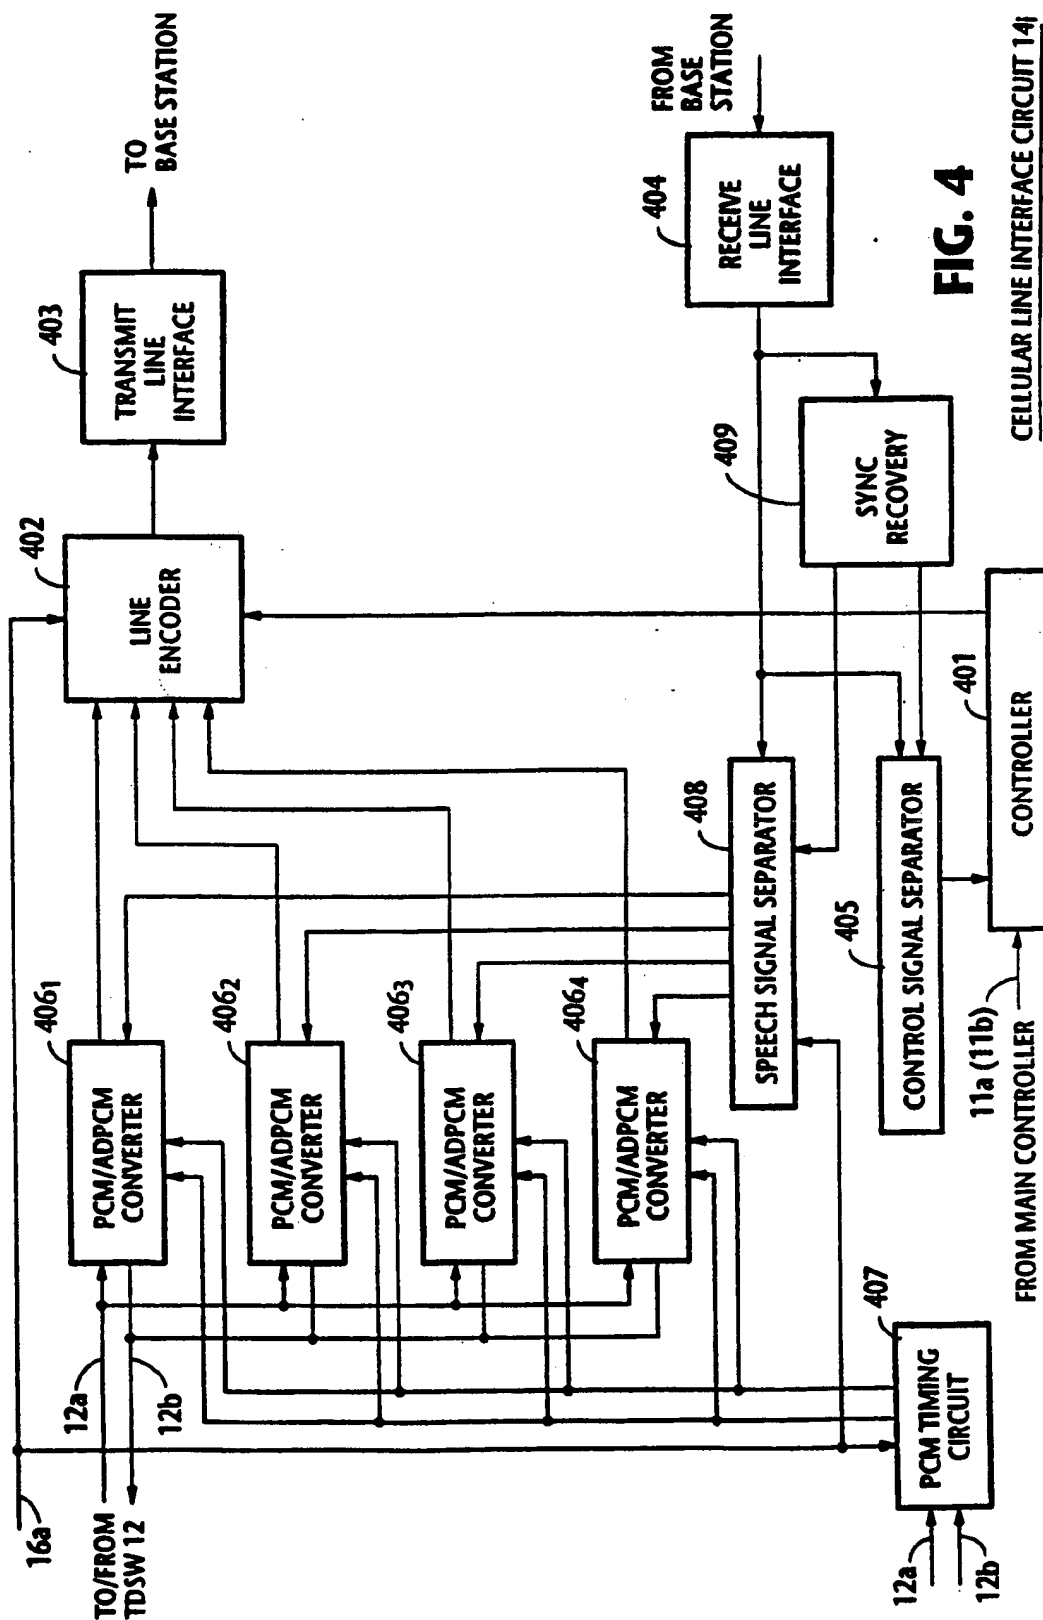 16a
TO/FROM
TDSW 12
12a
12b
406₁
PCM/ADPCM
CONVERTER
406₂
PCM/ADPCM
CONVERTER
406₃
PCM/ADPCM
CONVERTER
406₄
PCM/ADPCM
CONVERTER
402
LINE
ENCODER
403
TRANSMIT
LINE
INTERFACE
TO
BASE STATION
FROM
BASE
STATION
404
RECEIVE
LINE
INTERFACE
409
SYNC
RECOVERY
408
SPEECH SIGNAL SEPARATOR
405
CONTROL SIGNAL SEPARATOR
401
CONTROLLER
11a (11b)
FROM MAIN CONTROLLER
407
PCM TIMING
CIRCUIT
12a
12b
FIG. 4
CELLULAR LINE INTERFACE CIRCUIT 14j